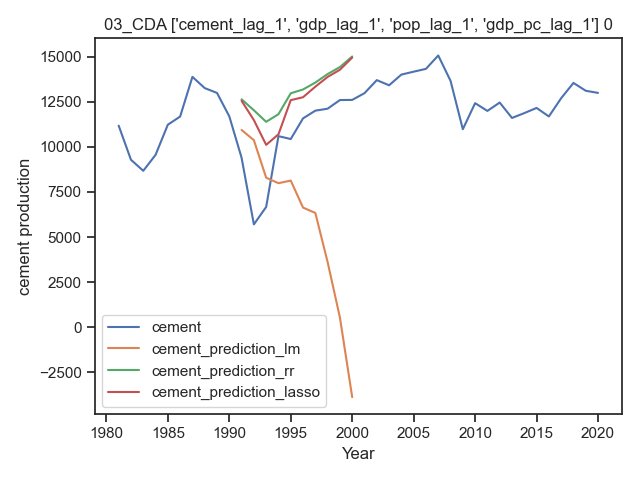 03_CDA ['cement_lag_1', 'gdp_lag_1', 'pop_lag_1', 'gdp_pc_lag_1'] 0
15000
12500
10000
7500
5000
2500
0
−2500
cement production
cement
cement_prediction_lm
cement_prediction_rr
cement_prediction_lasso
1980 1985 1990 1995 2000 2005 2010 2015 2020
Year